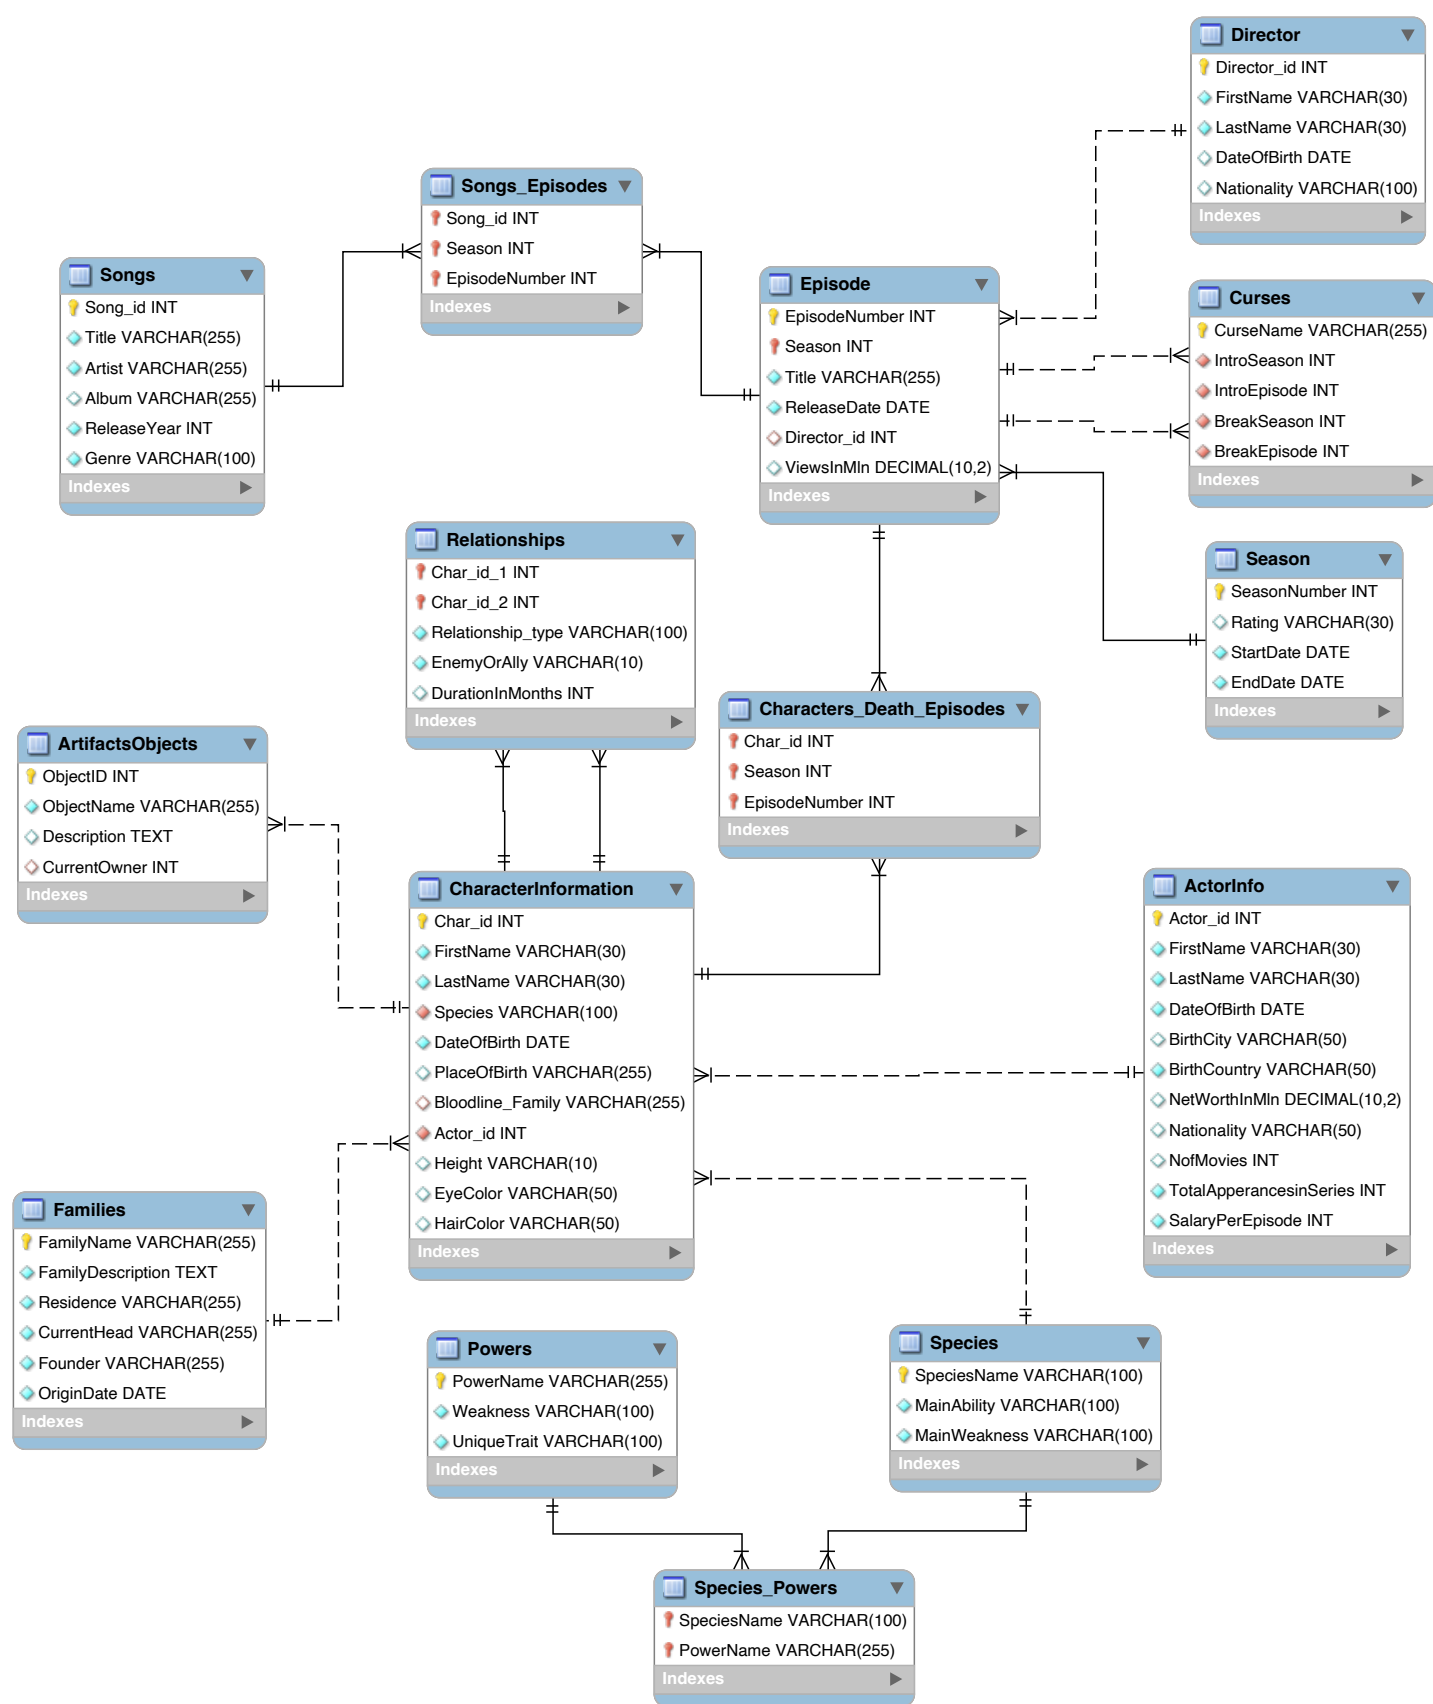 Director
Director_id INT
FirstName VARCHAR(30)
LastName VARCHAR(30)
DateOfBirth DATE
Nationality VARCHAR(100)
Indexes
Songs_Episodes
Song_id INT
Season INT
EpisodeNumber INT
Indexes
Songs
Song_id INT
Title VARCHAR(255)
Artist VARCHAR(255)
Album VARCHAR(255)
ReleaseYear INT
Genre VARCHAR(100)
Indexes
Episode
EpisodeNumber INT
Season INT
Title VARCHAR(255)
ReleaseDate DATE
Director_id INT
ViewsInMln DECIMAL(10,2)
Indexes
Curses
CurseName VARCHAR(255)
IntroSeason INT
IntroEpisode INT
BreakSeason INT
BreakEpisode INT
Indexes
Relationships
Char_id_1 INT
Char_id_2 INT
Relationship_type VARCHAR(100)
EnemyOrAlly VARCHAR(10)
DurationInMonths INT
Indexes
Season
SeasonNumber INT
Rating VARCHAR(30)
StartDate DATE
EndDate DATE
Indexes
Characters_Death_Episodes
Char_id INT
Season INT
EpisodeNumber INT
Indexes
ArtifactsObjects
ObjectID INT
ObjectName VARCHAR(255)
Description TEXT
CurrentOwner INT
Indexes
CharacterInformation
Char_id INT
FirstName VARCHAR(30)
LastName VARCHAR(30)
Species VARCHAR(100)
DateOfBirth DATE
PlaceOfBirth VARCHAR(255)
Bloodline_Family VARCHAR(255)
Actor_id INT
Height VARCHAR(10)
EyeColor VARCHAR(50)
HairColor VARCHAR(50)
Indexes
ActorInfo
Actor_id INT
FirstName VARCHAR(30)
LastName VARCHAR(30)
DateOfBirth DATE
BirthCity VARCHAR(50)
BirthCountry VARCHAR(50)
NetWorthInMln DECIMAL(10,2)
Nationality VARCHAR(50)
NofMovies INT
TotalApperancesinSeries INT
SalaryPerEpisode INT
Indexes
Families
FamilyName VARCHAR(255)
FamilyDescription TEXT
Residence VARCHAR(255)
CurrentHead VARCHAR(255)
Founder VARCHAR(255)
OriginDate DATE
Indexes
Powers
PowerName VARCHAR(255)
Weakness VARCHAR(100)
UniqueTrait VARCHAR(100)
Indexes
Species
SpeciesName VARCHAR(100)
MainAbility VARCHAR(100)
MainWeakness VARCHAR(100)
Indexes
Species_Powers
SpeciesName VARCHAR(100)
PowerName VARCHAR(255)
Indexes